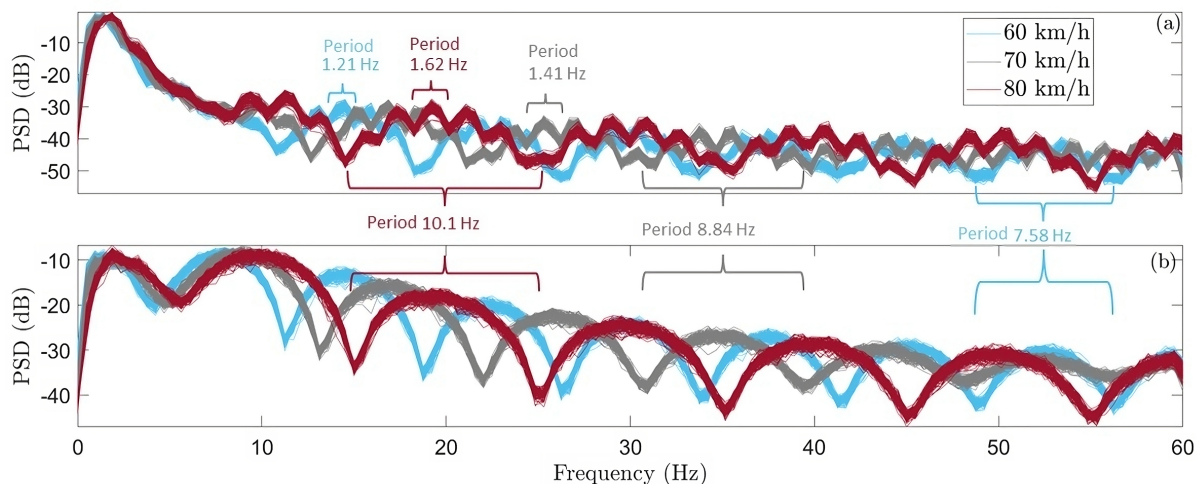 (a)
60 km/h
70 km/h
80 km/h
Period
1.21 Hz
Period
1.62 Hz
Period
1.41 Hz
PSD (dB)
-10
-20
-30
-40
-50
Period 10.1 Hz
Period 8.84 Hz
Period 7.58 Hz
(b)
PSD (dB)
-10
-20
-30
-40
0 10 20 30 40 50 60
Frequency (Hz)